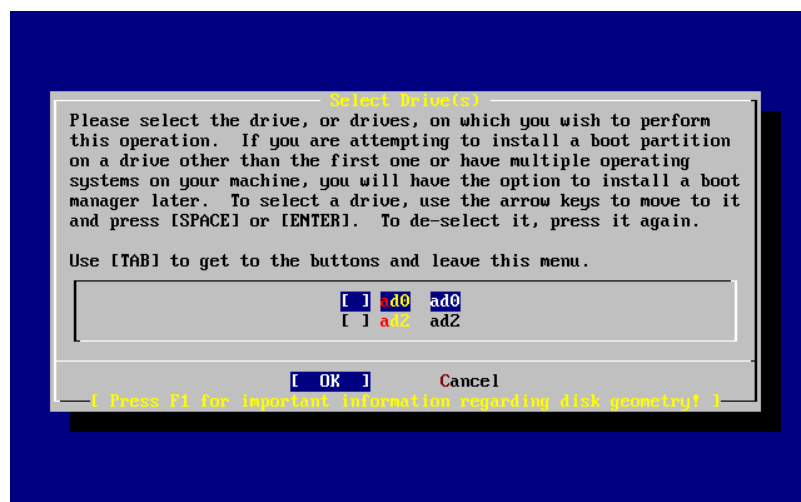 Select Drive(s)
Please select the drive, or drives, on which you wish to perform
this operation.  If you are attempting to install a boot partition
on a drive other than the first one or have multiple operating
systems on your machine, you will have the option to install a boot
manager later.  To select a drive, use the arrow keys to move to it
and press [SPACE] or [ENTER].  To de-select it, press it again.
Use [TAB] to get to the buttons and leave this menu.
[ ] ad0 ad0
[ ] ad2 ad2
[ OK ] Cancel
[ Press F1 for important information regarding disk geometry! ]